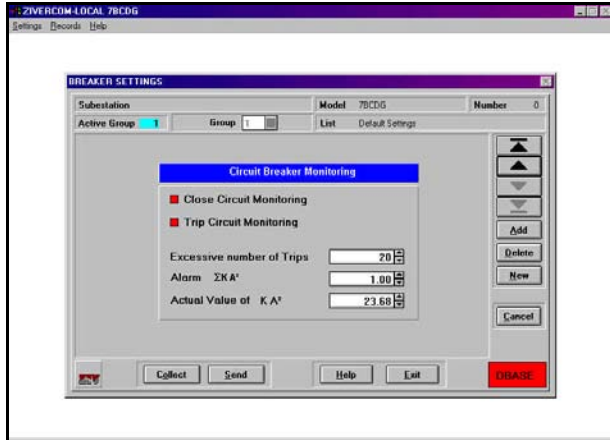 ZIVERCOM-LOCAL 7BCDG
Settings Records Help
BREAKER SETTINGS
Subestation Model 7BCDG Number 0
Active Group 1 Group 1 List Default Settings
Circuit Breaker Monitoring
Close Circuit Monitoring
Trip Circuit Monitoring
Excessive number of Trips 20
Alarm ΣKA² 1.00
Actual Value of KA² 23.68
Add
Delete
New
Cancel
Collect Send Help Exit DBASE